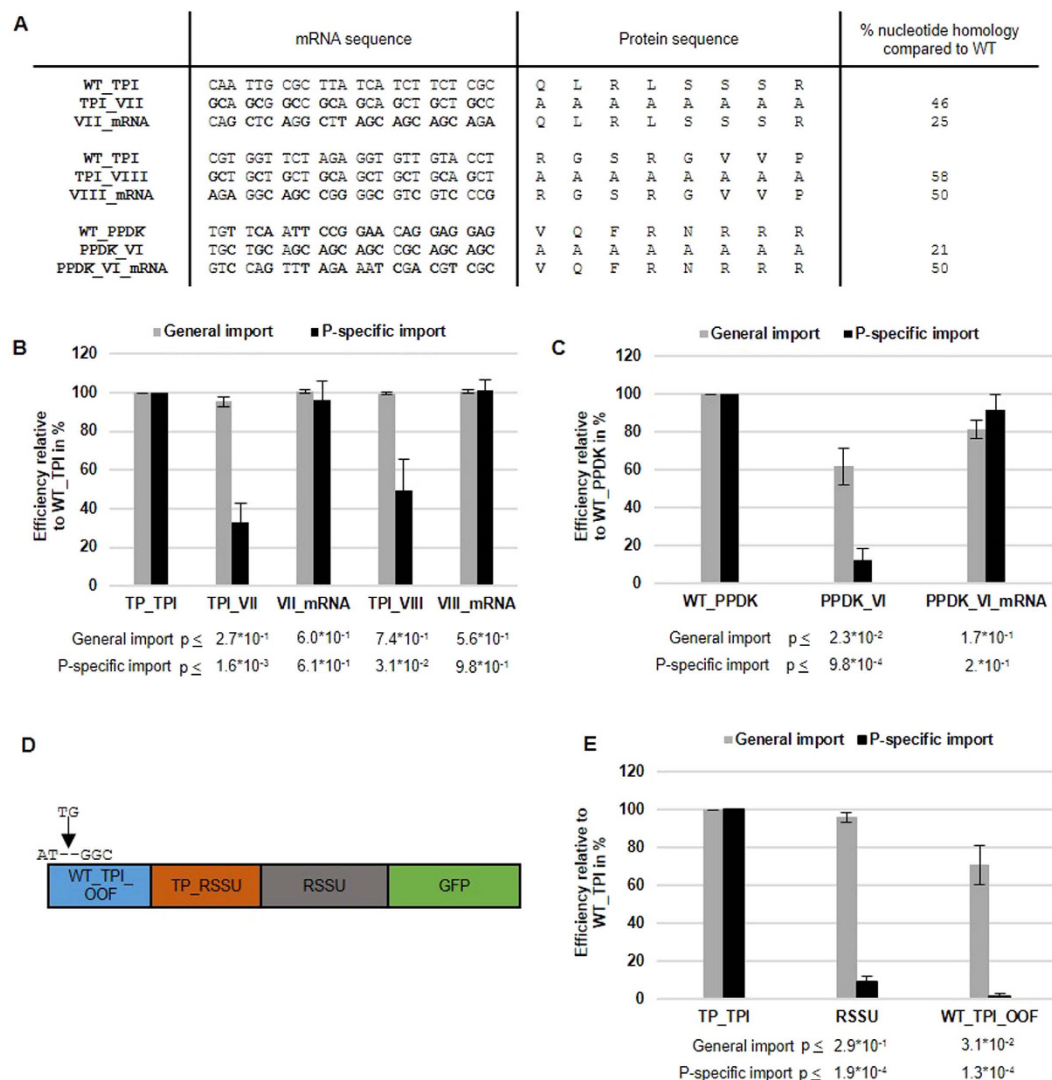 A
mRNA sequence Protein sequence % nucleotide homology compared to WT
WT_TPI CAA TTG CGC TTA TCA TCT TCT CGC Q L R L S S S R
TPI_VII GCA GCG GCC GCA GCA GCT GCT GCC A A A A A A A A 46
VII_mRNA CAG CTC AGG CTT AGC AGC AGC AGA Q L R L S S S R 25
WT_TPI CGT GGT TCT AGA GGT GTT GTA CCT R G S R G V V P
TPI_VIII GCT GCT GCT GCA GCT GCT GCA GCT A A A A A A A A 58
VIII_mRNA AGA GGC AGC CGG GGC GTC GTC CCG R G S R G V V P 50
WT_PPDK TGT TCA ATT CCG GAA CAG GAG GAG V Q F R N R R R
PPDK_VI TGC TGC AGC AGC AGC CGC AGC AGC A A A A A A A A 21
PPDK_VI_mRNA GTC CAG TTT AGA AAT CGA CGT CGC V Q F R N R R R 50
B
General import P-specific import
Efficiency relative to WT_TPI in %
120
100
80
60
40
20
0
TP_TPI TPI_VII VII_mRNA TPI_VIII VIII_mRNA
General import p ≤ 2.7*10-1 6.0*10-1 7.4*10-1 5.6*10-1
P-specific import p ≤ 1.6*10-3 6.1*10-1 3.1*10-2 9.8*10-1
C
General import P-specific import
Efficiency relative to WT_PPDK in %
120
100
80
60
40
20
0
WT_PPDK PPDK_VI PPDK_VI_mRNA
General import p ≤ 2.3*10-2 1.7*10-1
P-specific import p ≤ 9.8*10-4 2.*10-1
D
TG
AT--GGC
WT_TPI_OOF TP_RSSU RSSU GFP
E
General import P-specific import
Efficiency relative to WT_TPI in %
120
100
80
60
40
20
0
TP_TPI RSSU WT_TPI_OOF
General import p ≤ 2.9*10-1 3.1*10-2
P-specific import p ≤ 1.9*10-4 1.3*10-4